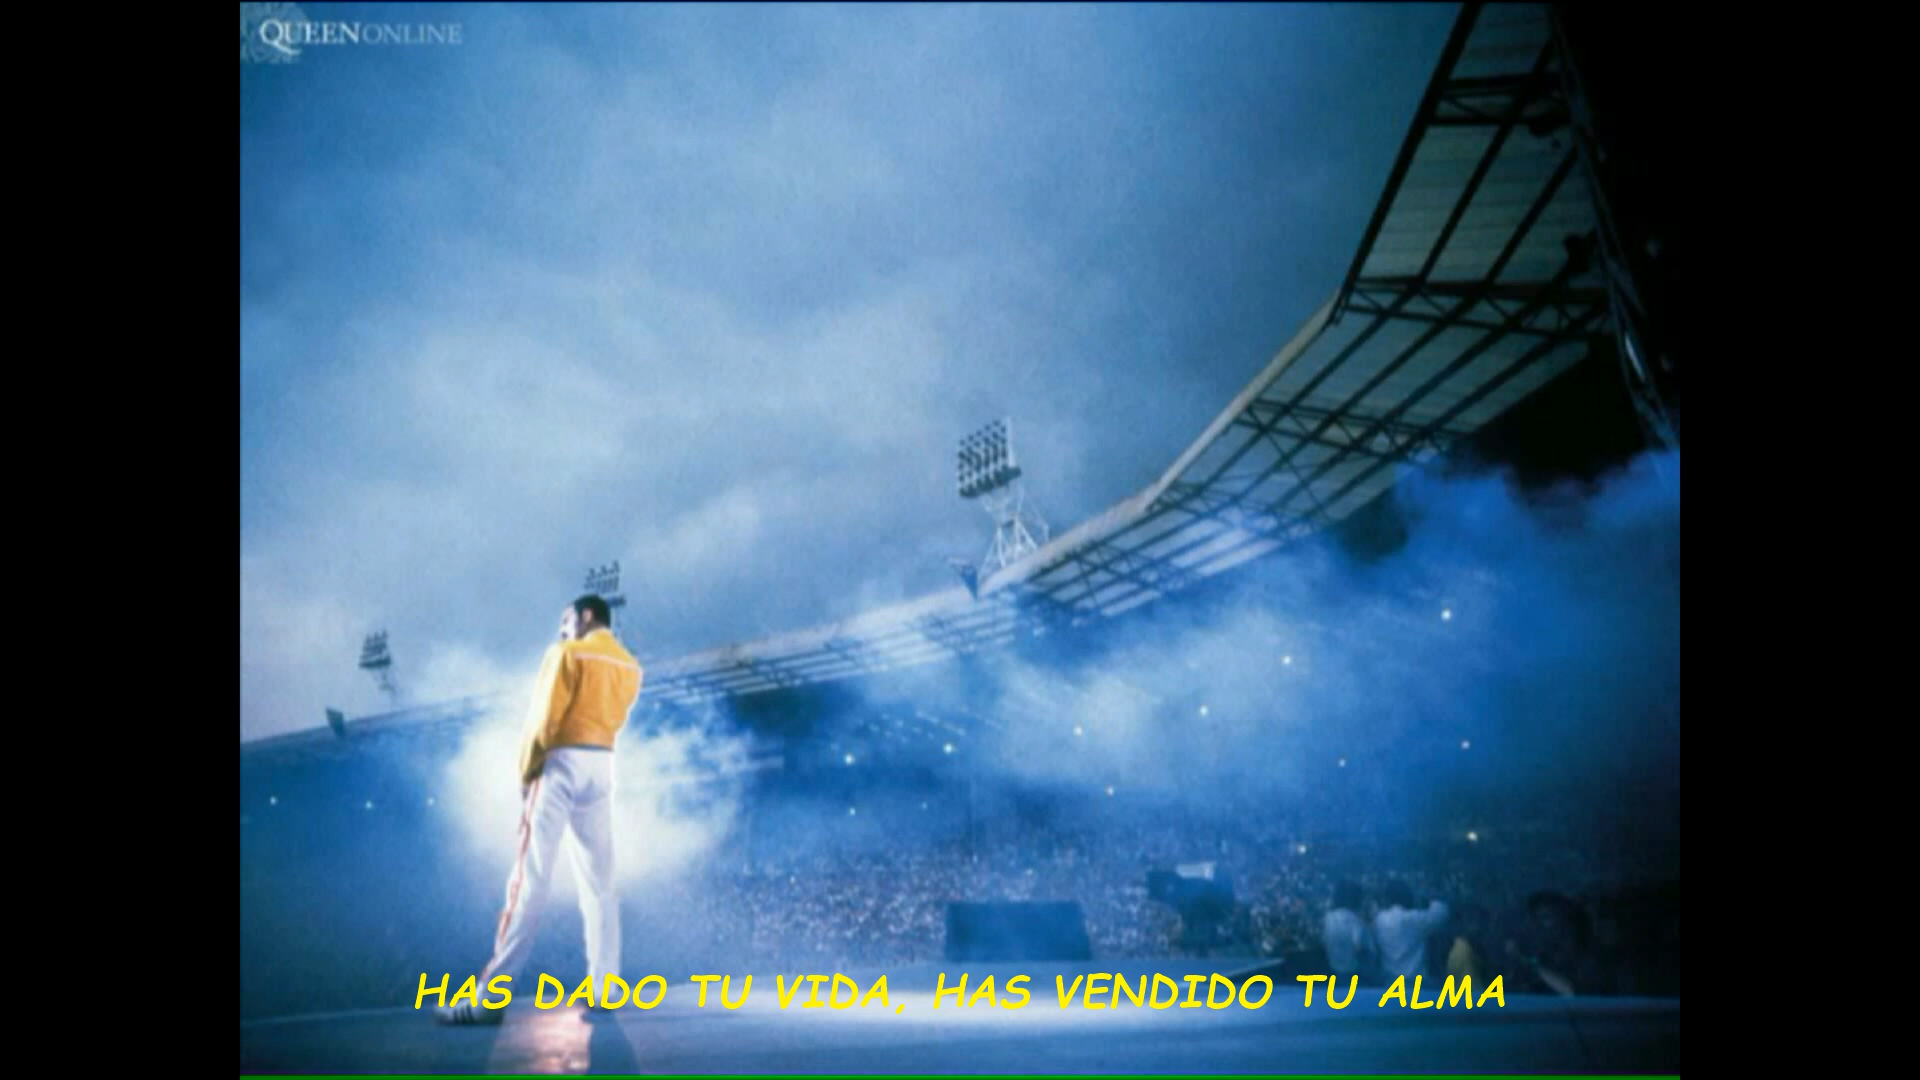 QUEENONLINE
HAS DADO TU VIDA, HAS VENDIDO TU ALMA